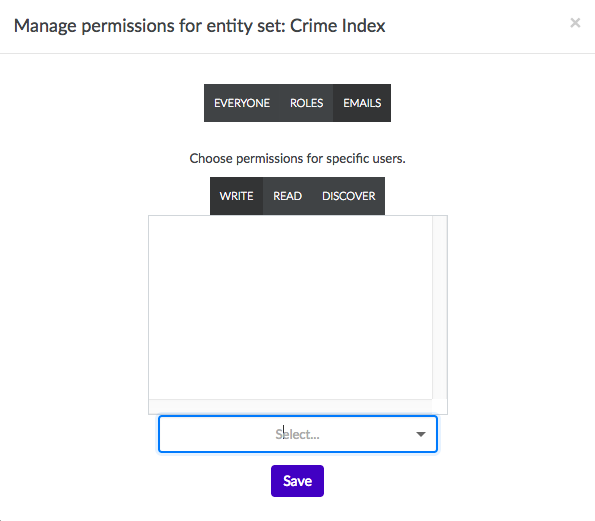 Manage permissions for entity set: Crime Index
×
EVERYONE ROLES EMAILS
Choose permissions for specific users.
WRITE READ DISCOVER
Select...
Save